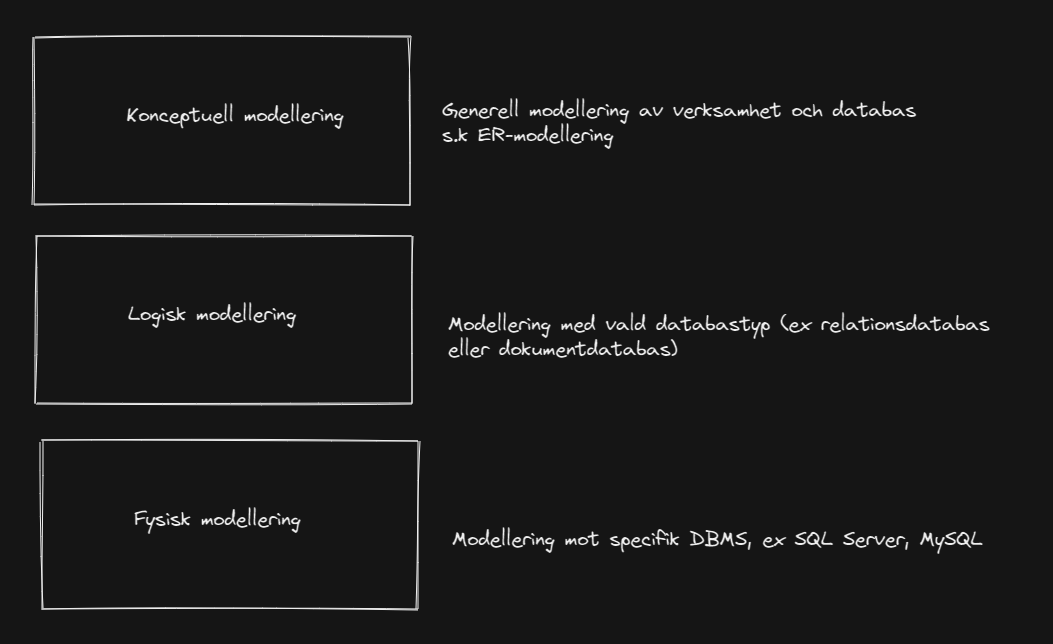 Konceptuell modellering
Generell modellering av verksamhet och databas
s.k ER-modellering
Logisk modellering
Modellering med vald databastyp (ex relationsdatabas
eller dokumentdatabas)
Fysisk modellering
Modellering mot specifik DBMS, ex SQL Server, MySQL